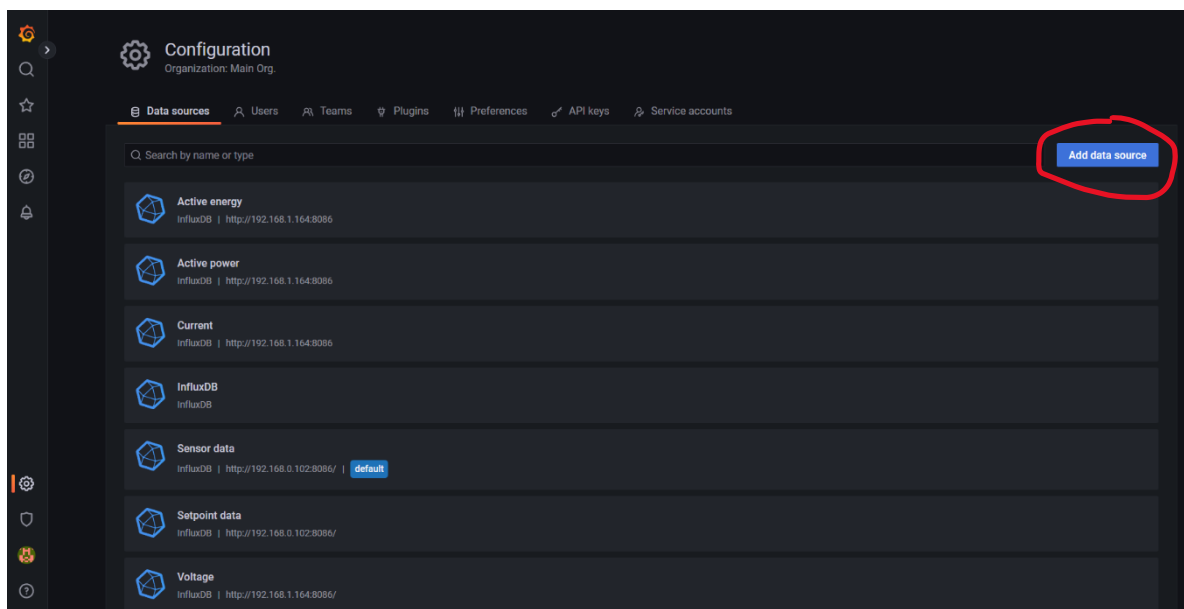 Configuration
Organization: Main Org.
Data sources Users Teams Plugins Preferences API keys Service accounts
Search by name or type Add data source
Active energy
InfluxDB | http://192.168.1.164:8086
Active power
InfluxDB | http://192.168.1.164:8086
Current
InfluxDB | http://192.168.1.164:8086
InfluxDB
InfluxDB
Sensor data
InfluxDB | http://192.168.0.102:8086/ | default
Setpoint data
InfluxDB | http://192.168.0.102:8086/
Voltage
InfluxDB | http://192.168.1.164:8086/